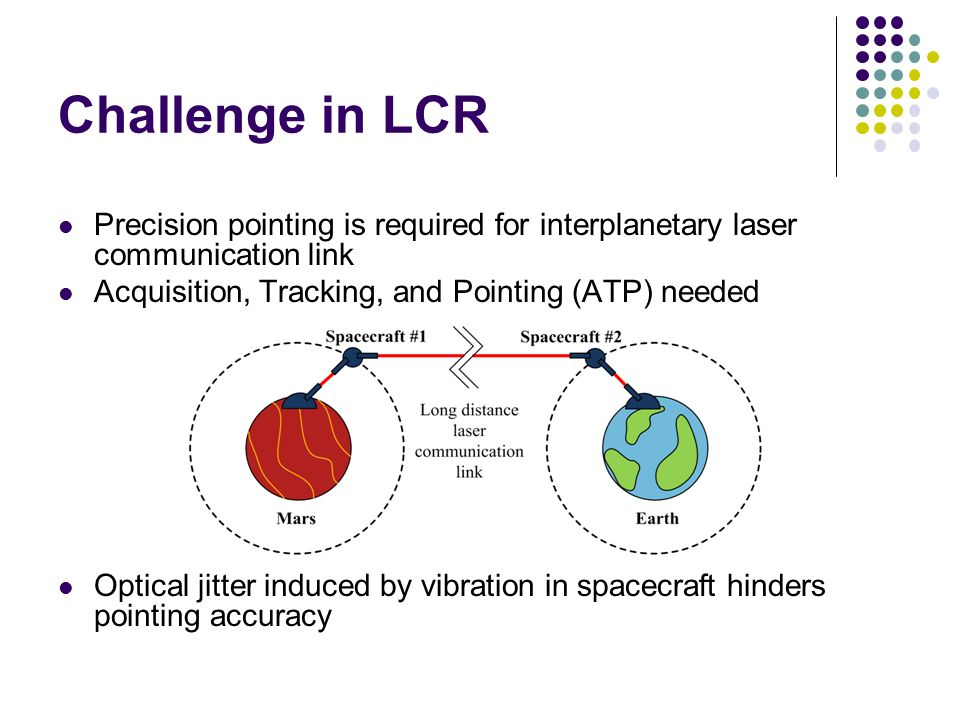 Challenge in LCR
Precision pointing is required for interplanetary laser
communication link
Acquisition, Tracking, and Pointing (ATP) needed
Spacecraft #1
Spacecraft #2
Long distance
laser
communication
link
Mars
Earth
Optical jitter induced by vibration in spacecraft hinders
pointing accuracy